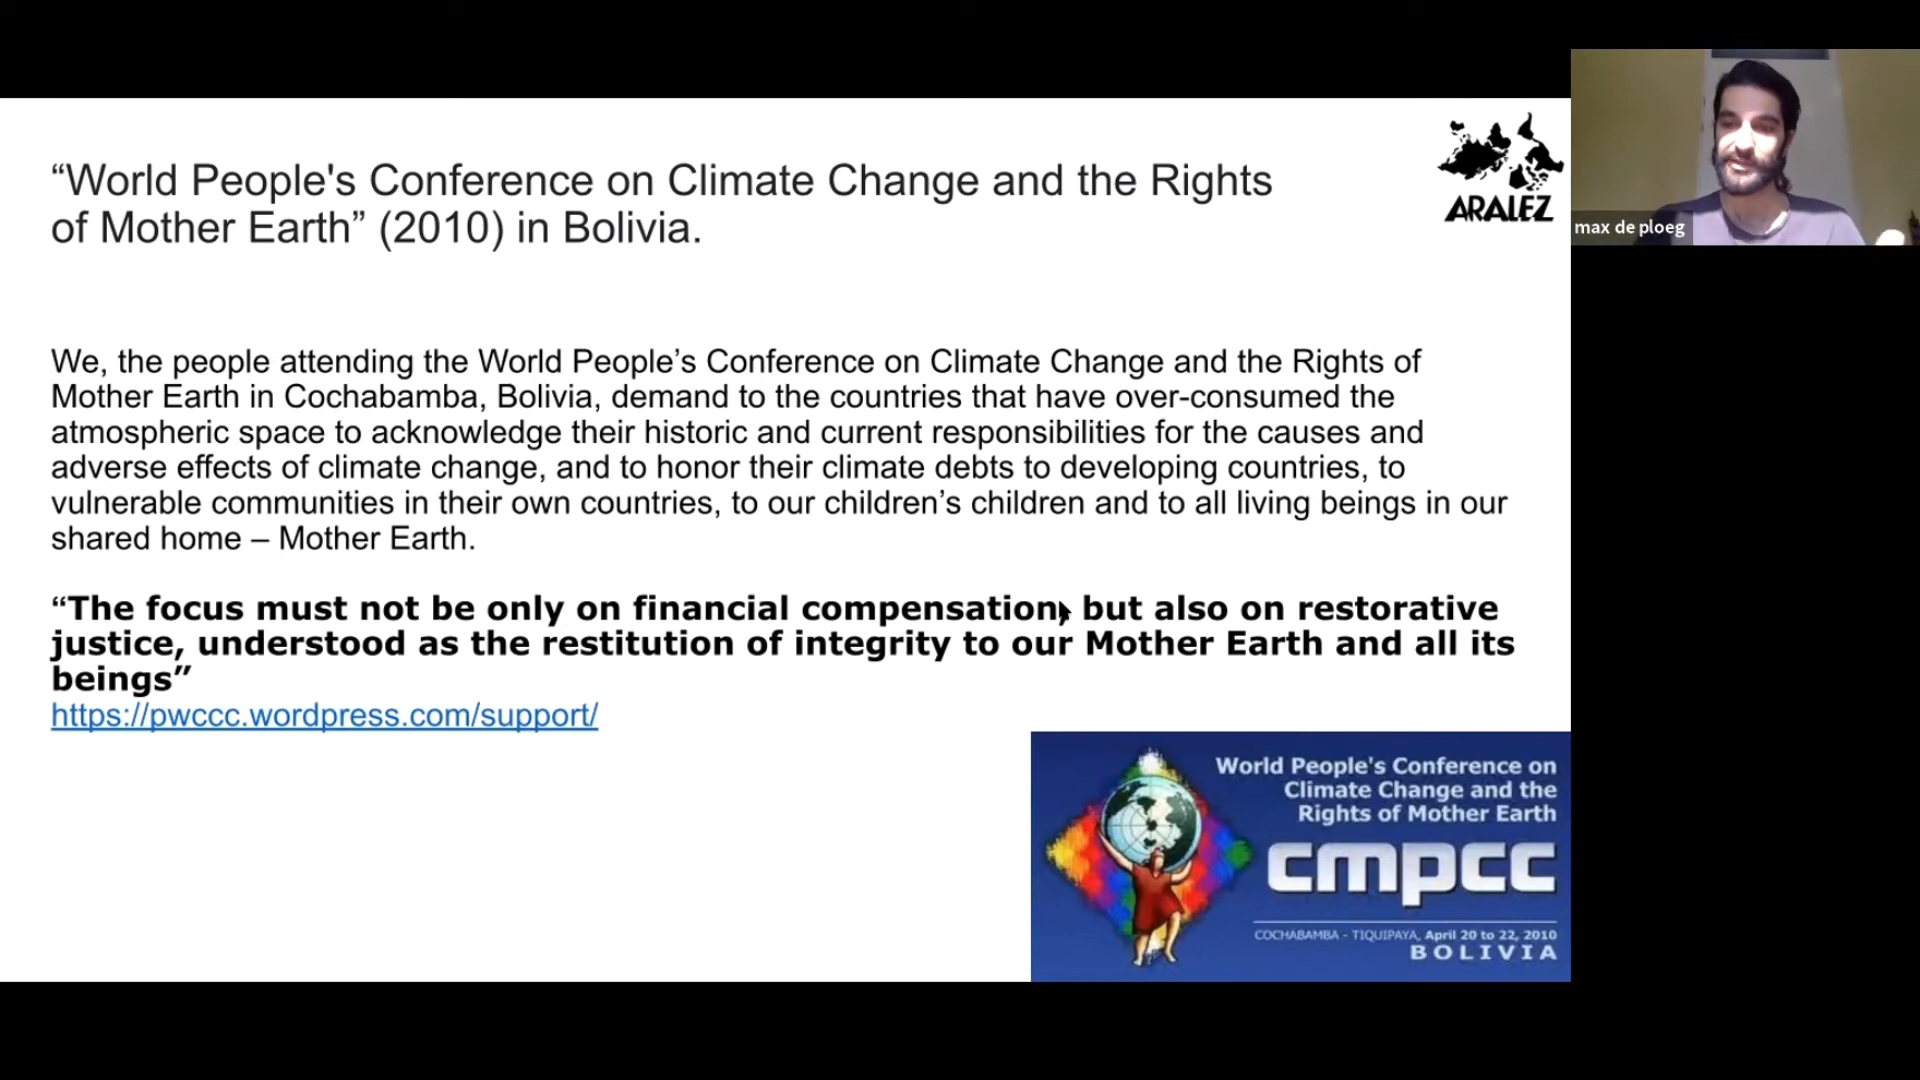 “World People's Conference on Climate Change and the Rights
of Mother Earth” (2010) in Bolivia.
ARALEZ
max de ploeg
We, the people attending the World People’s Conference on Climate Change and the Rights of
Mother Earth in Cochabamba, Bolivia, demand to the countries that have over-consumed the
atmospheric space to acknowledge their historic and current responsibilities for the causes and
adverse effects of climate change, and to honor their climate debts to developing countries, to
vulnerable communities in their own countries, to our children’s children and to all living beings in our
shared home – Mother Earth.
“The focus must not be only on financial compensation, but also on restorative
justice, understood as the restitution of integrity to our Mother Earth and all its
beings”
https://pwccc.wordpress.com/support/
World People's Conference on
Climate Change and the
Rights of Mother Earth
cmpcc
COCHABAMBA - TIQUIPAYA, April 20 to 22, 2010
BOLIVIA